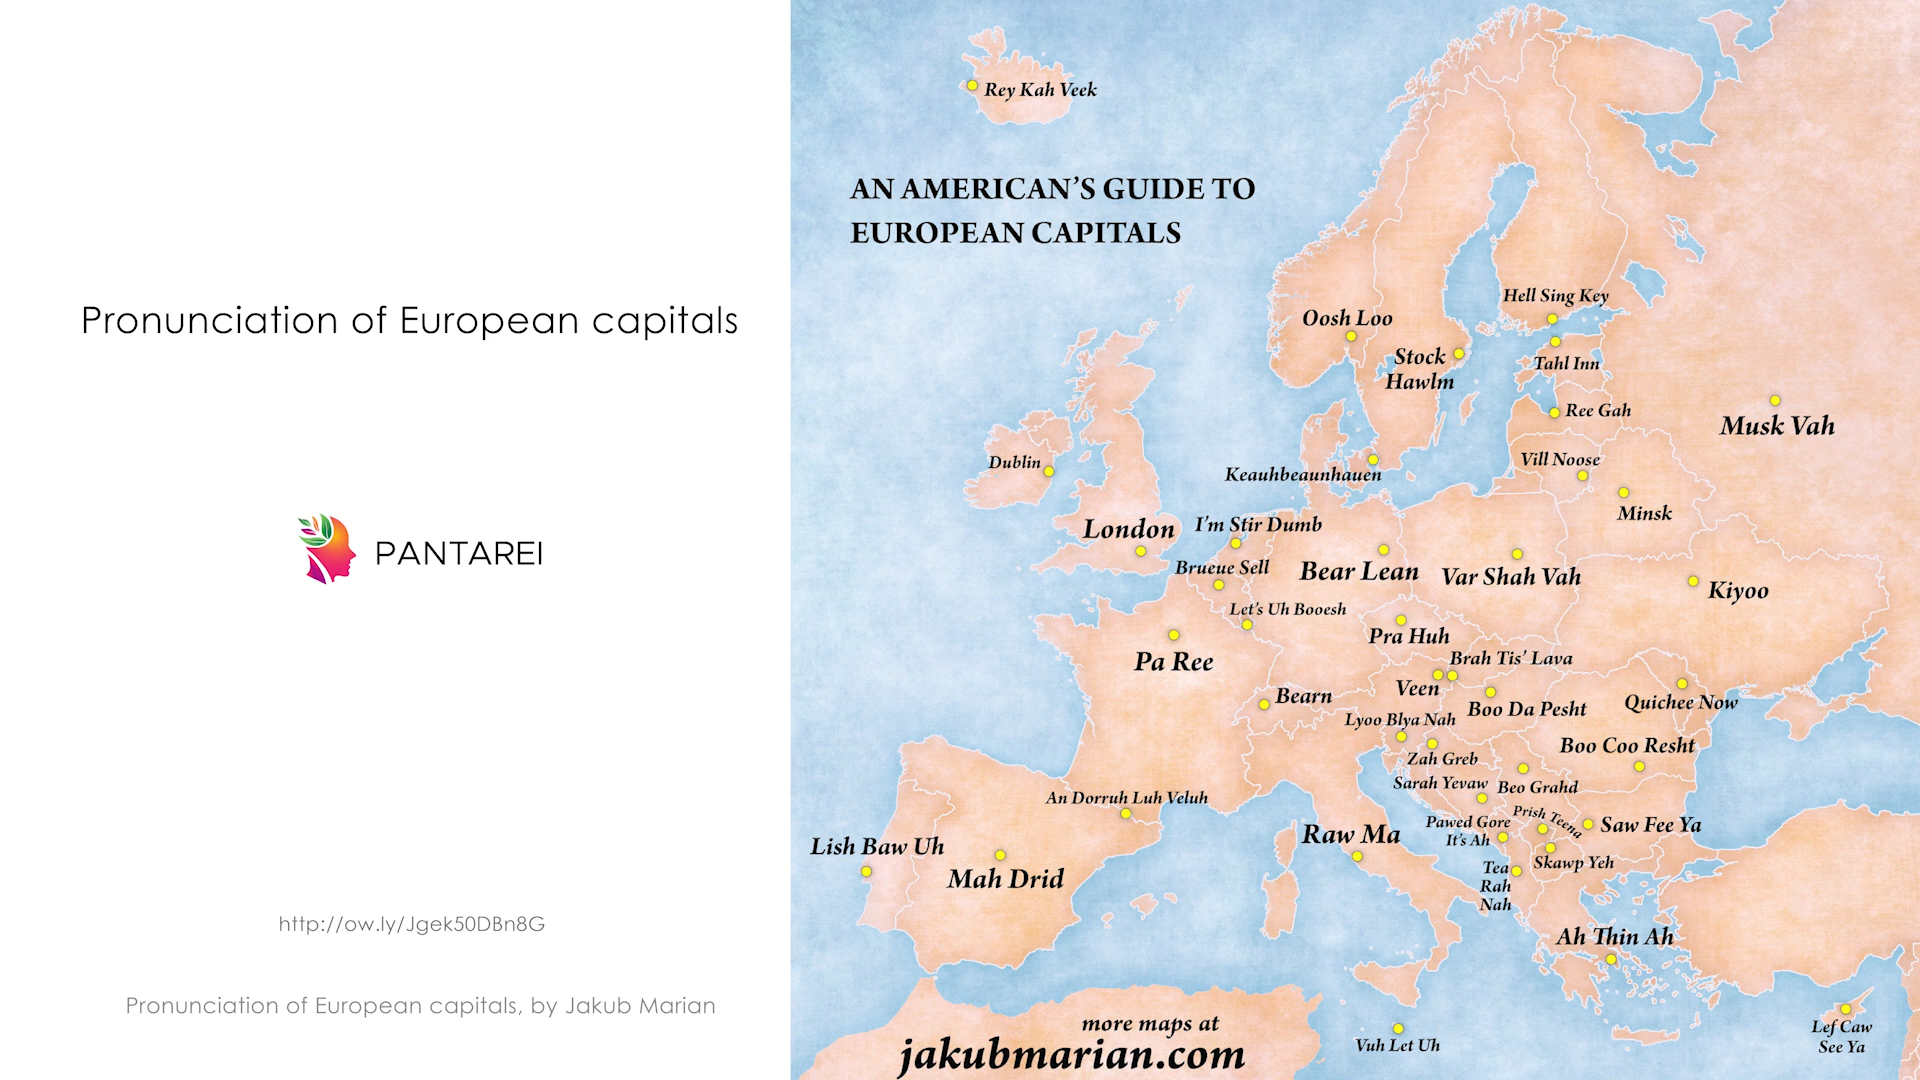 Pronunciation of European capitals
PANTAREI
http://ow.ly/Jgek50DBn8G
Pronunciation of European capitals, by Jakub Marian
AN AMERICAN'S GUIDE TO
EUROPEAN CAPITALS
Rey Kah Veek
Hell Sing Key
Oosh Loo
Stock
Hawlm
Tahl Inn
Ree Gah
Musk Vah
Vill Noose
Dublin
Keauhbeaunhauen
Minsk
London
I'm Stir Dumb
Brueue Sell
Bear Lean
Var Shah Vah
Kiyoo
Let's Uh Booesh
Pra Huh
Pa Ree
Brah Tis' Lava
Veen
Bearn
Boo Da Pesht
Quichee Now
Lyoo Blya Nah
Zah Greb
Boo Coo Resht
Sarah Yevaw
Beo Grahd
An Dorruh Luh Veluh
Prish Teena
Pawed Gore
It's Ah
Saw Fee Ya
Raw Ma
Lish Baw Uh
Skawp Yeh
Mah Drid
Tea
Rah
Nah
Ah Thin Ah
Lef Caw
See Ya
Vuh Let Uh
more maps at
jakubmarian.com